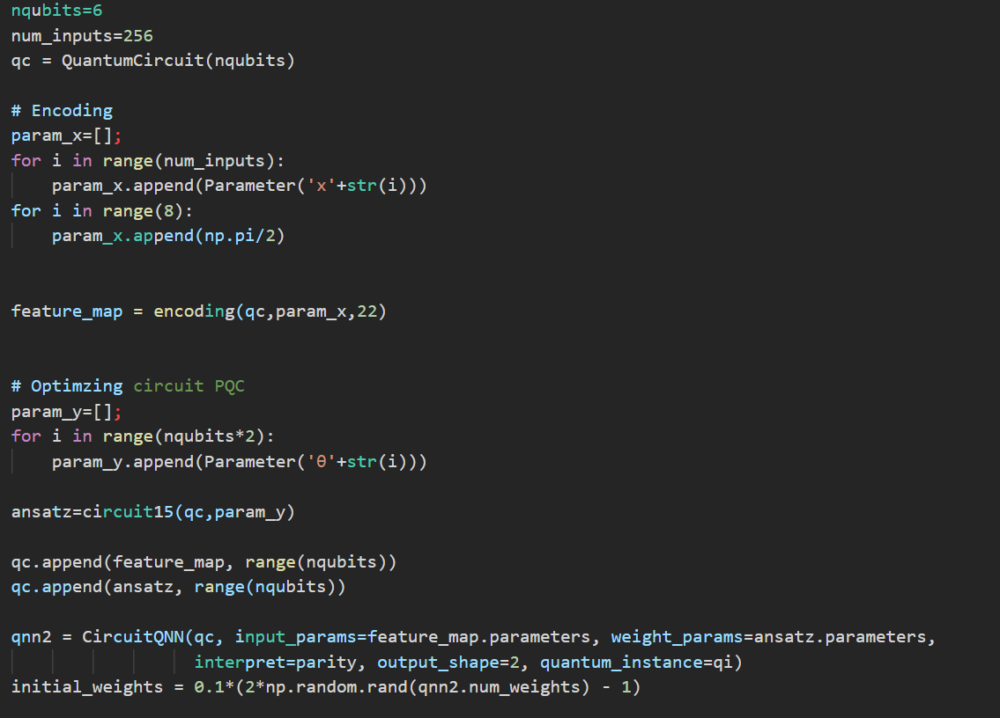 nqubits=6
num_inputs=256
qc = QuantumCircuit(nqubits)
# Encoding
param_x=[];
for i in range(num_inputs):
    param_x.append(Parameter('x'+str(i)))
for i in range(8):
    param_x.append(np.pi/2)
feature_map = encoding(qc,param_x,22)
# Optimzing circuit PQC
param_y=[];
for i in range(nqubits*2):
    param_y.append(Parameter('θ'+str(i)))
ansatz=circuit15(qc,param_y)
qc.append(feature_map, range(nqubits))
qc.append(ansatz, range(nqubits))
qnn2 = CircuitQNN(qc, input_params=feature_map.parameters, weight_params=ansatz.parameters,
                  interpret=parity, output_shape=2, quantum_instance=qi)
initial_weights = 0.1*(2*np.random.rand(qnn2.num_weights) - 1)